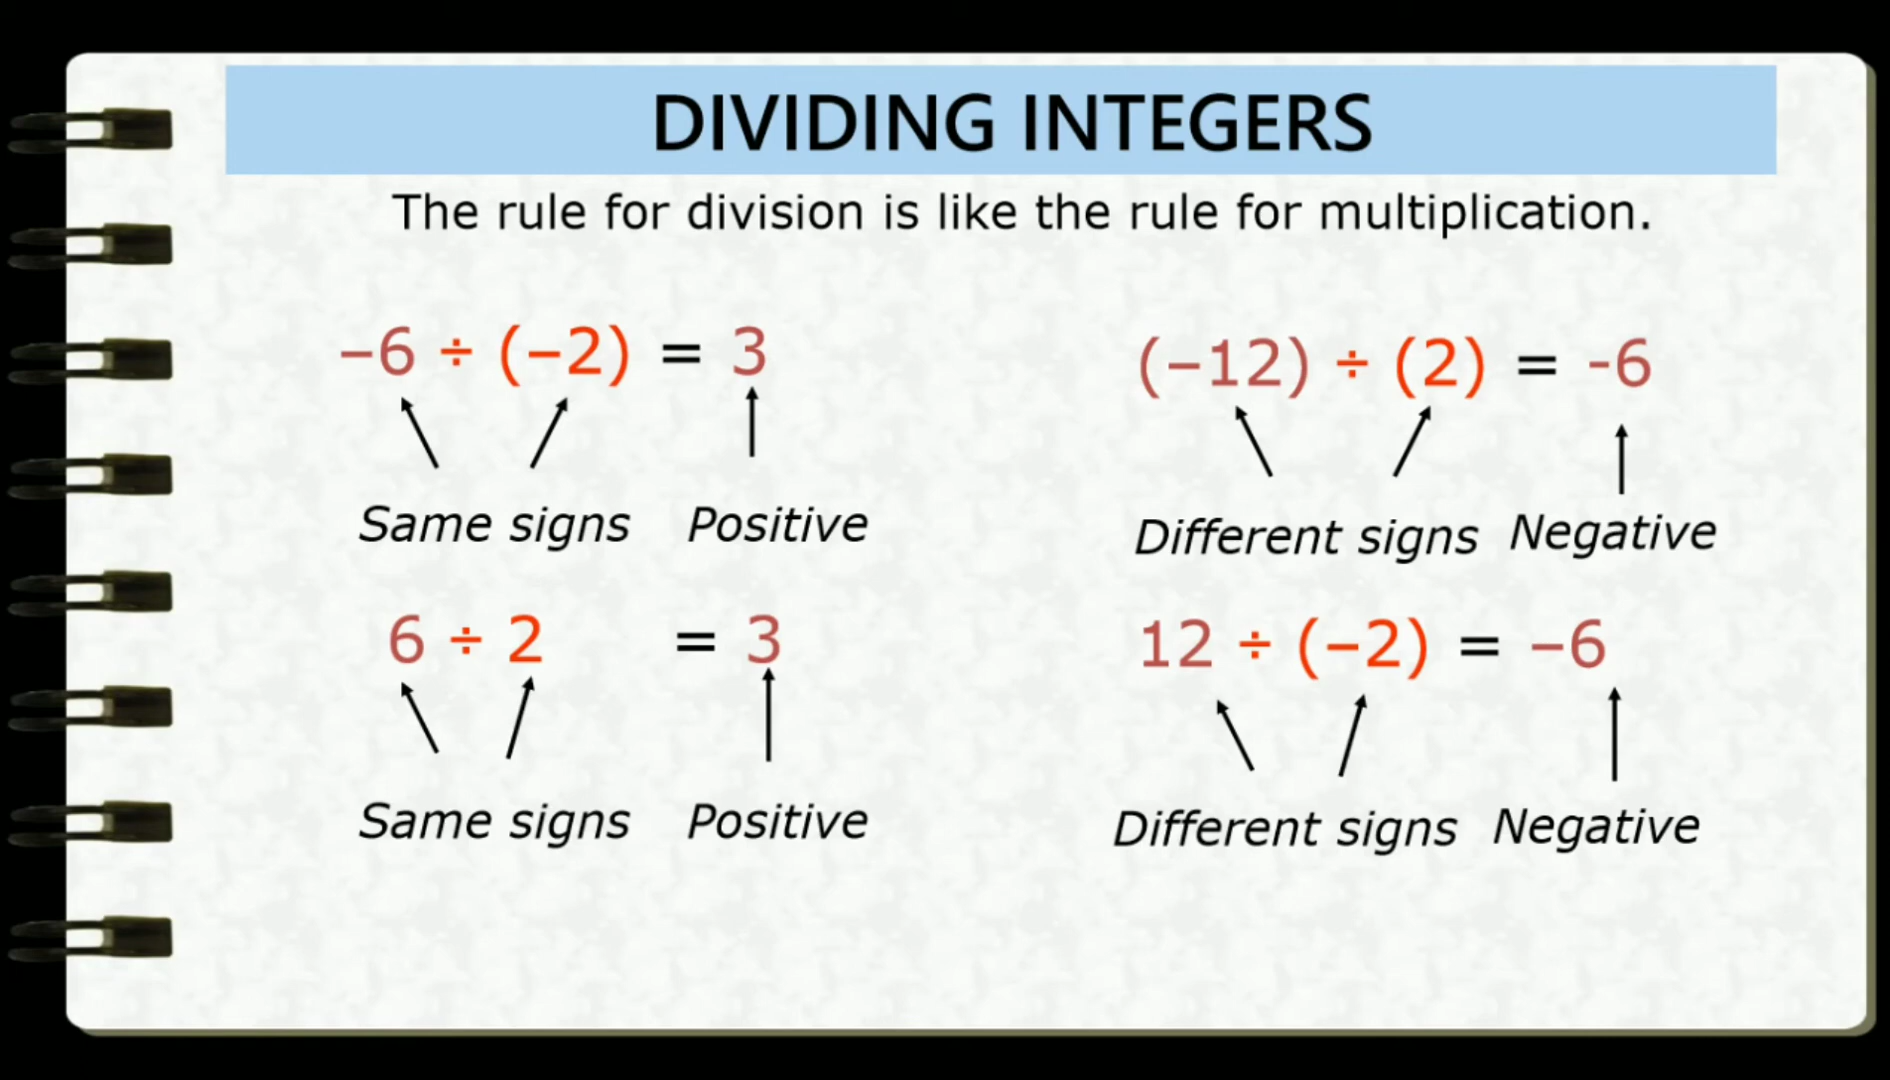 DIVIDING INTEGERS
The rule for division is like the rule for multiplication.
–6 ÷ (–2) = 3
Same signs Positive
6 ÷ 2 = 3
Same signs Positive
(–12) ÷ (2) = -6
Different signs Negative
12 ÷ (–2) = –6
Different signs Negative